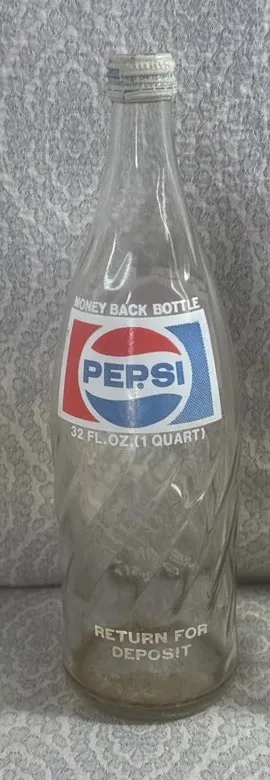 MONEY BACK BOTTLE
PEPSI
32 FL.OZ.(1 QUART)
RETURN FOR
DEPOSIT